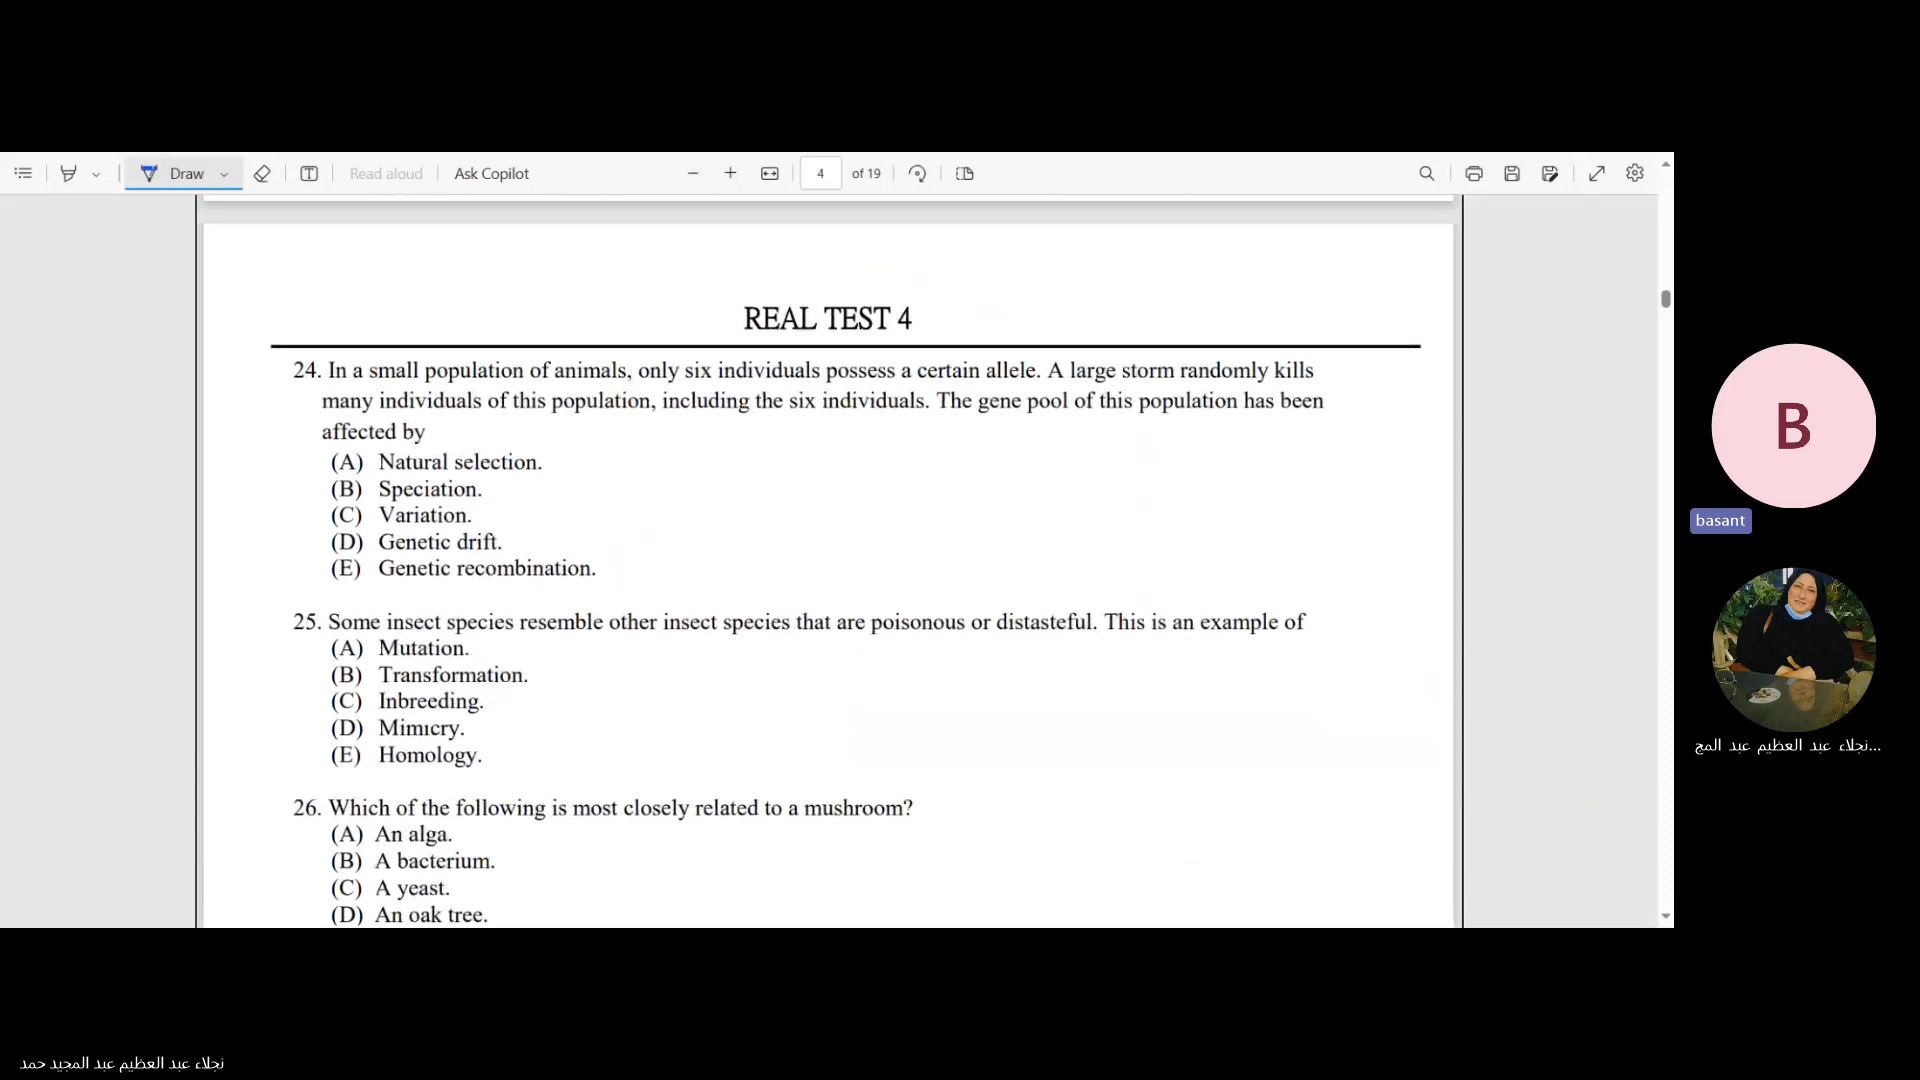 Draw
Read aloud
Ask Copilot
4
of 19
REAL TEST 4
24. In a small population of animals, only six individuals possess a certain allele. A large storm randomly kills
many individuals of this population, including the six individuals. The gene pool of this population has been
affected by
(A) Natural selection.
(B) Speciation.
(C) Variation.
(D) Genetic drift.
(E) Genetic recombination.
25. Some insect species resemble other insect species that are poisonous or distasteful. This is an example of
(A) Mutation.
(B) Transformation.
(C) Inbreeding.
(D) Mimicry.
(E) Homology.
26. Which of the following is most closely related to a mushroom?
(A) An alga.
(B) A bacterium.
(C) A yeast.
(D) An oak tree.
B
basant
نجلاء عبد العظيم عبد المج...
نجلاء عبد العظيم عبد المجيد حمد